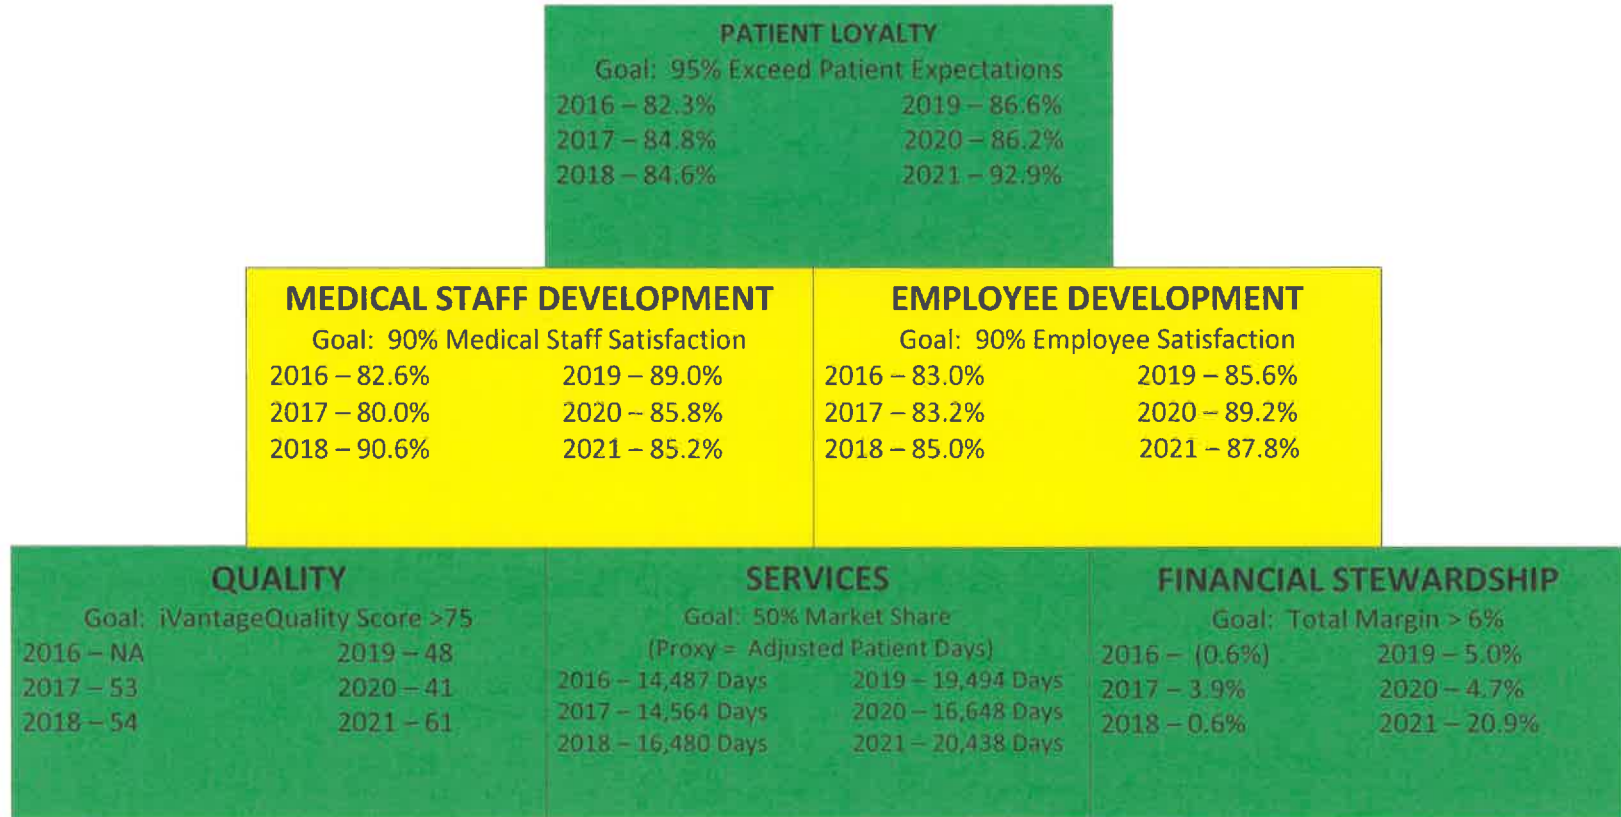 PATIENT LOYALTY
Goal: 95% Exceed Patient Expectations
2016 – 82.3% 2019 – 86.6%
2017 – 84.8% 2020 – 86.2%
2018 – 84.6% 2021 – 92.9%
MEDICAL STAFF DEVELOPMENT
Goal: 90% Medical Staff Satisfaction
2016 – 82.6% 2019 – 89.0%
2017 – 80.0% 2020 – 85.8%
2018 – 90.6% 2021 – 85.2%
EMPLOYEE DEVELOPMENT
Goal: 90% Employee Satisfaction
2016 – 83.0% 2019 – 85.6%
2017 – 83.2% 2020 – 89.2%
2018 – 85.0% 2021 – 87.8%
QUALITY
Goal: iVantageQuality Score >75
2016 – NA 2019 – 48
2017 – 53 2020 – 41
2018 – 54 2021 – 61
SERVICES
Goal: 50% Market Share
(Proxy = Adjusted Patient Days)
2016 – 14,487 Days 2019 – 19,494 Days
2017 – 14,564 Days 2020 – 16,648 Days
2018 – 16,480 Days 2021 – 20,438 Days
FINANCIAL STEWARDSHIP
Goal: Total Margin > 6%
2016 – (0.6%) 2019 – 5.0%
2017 – 3.9% 2020 – 4.7%
2018 – 0.6% 2021 – 20.9%